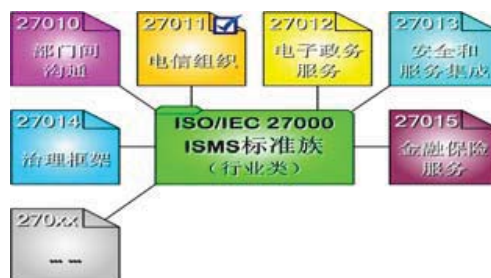 27010
部门间
沟通
27011
电信组织
27012
电子政务
服务
27013
安全和
服务集成
27014
治理框架
ISO/IEC 27000
ISMS标准族
（行业类）
27015
金融保险
服务
270xx
……